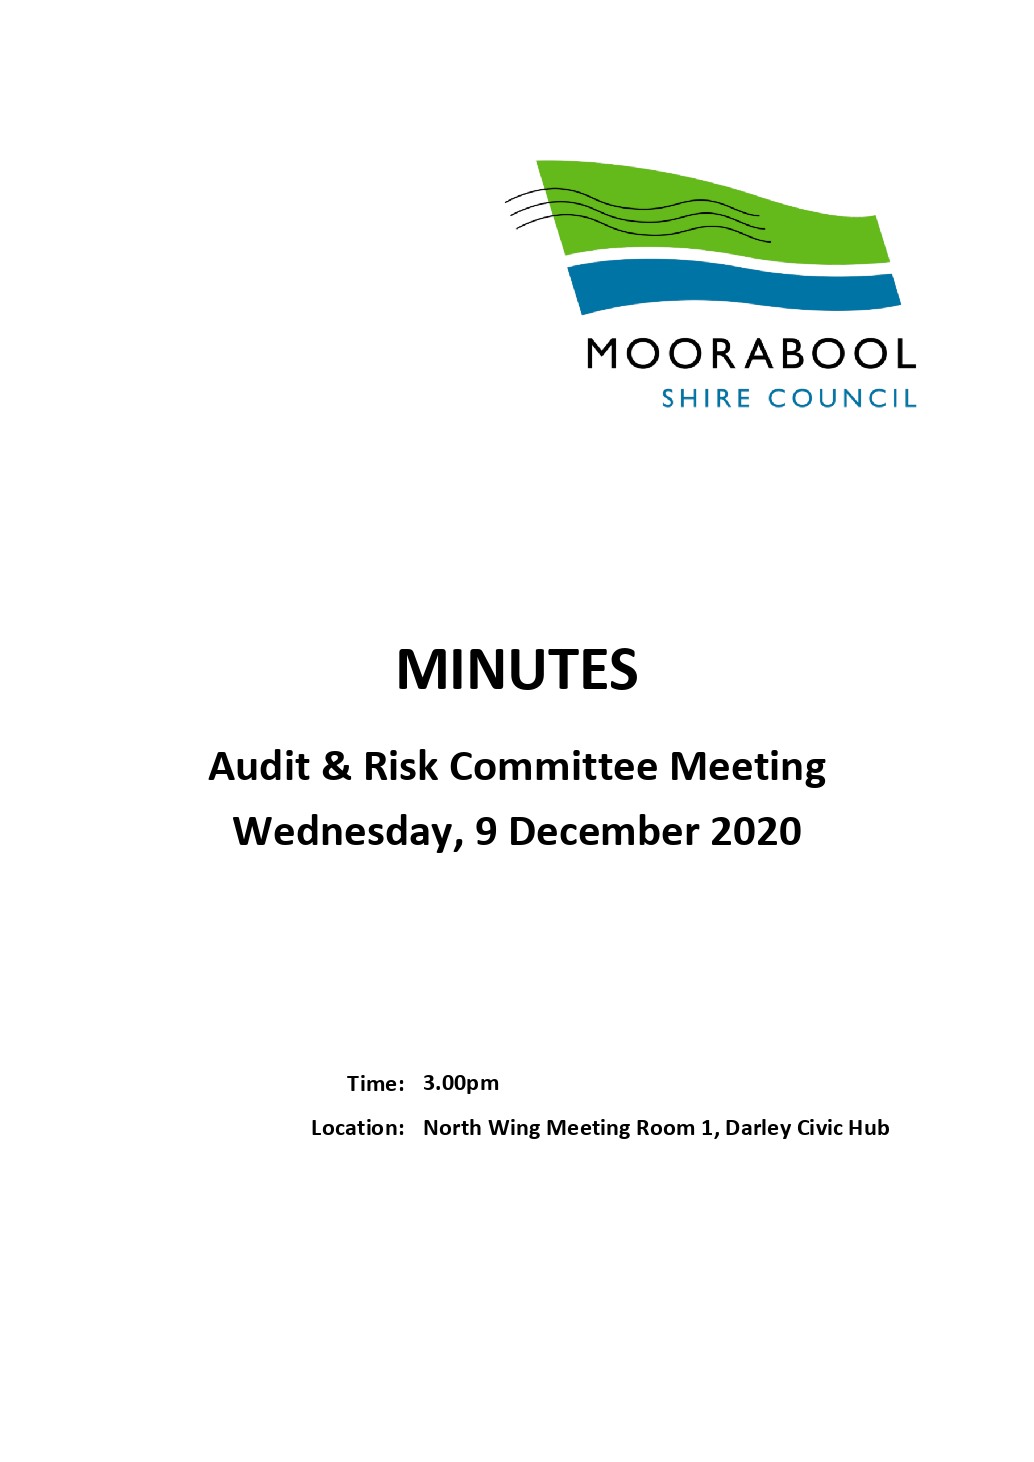 MOORABOOL
SHIRE COUNCIL
MINUTES
Audit & Risk Committee Meeting
Wednesday, 9 December 2020
Time: 3.00pm
Location: North Wing Meeting Room 1, Darley Civic Hub